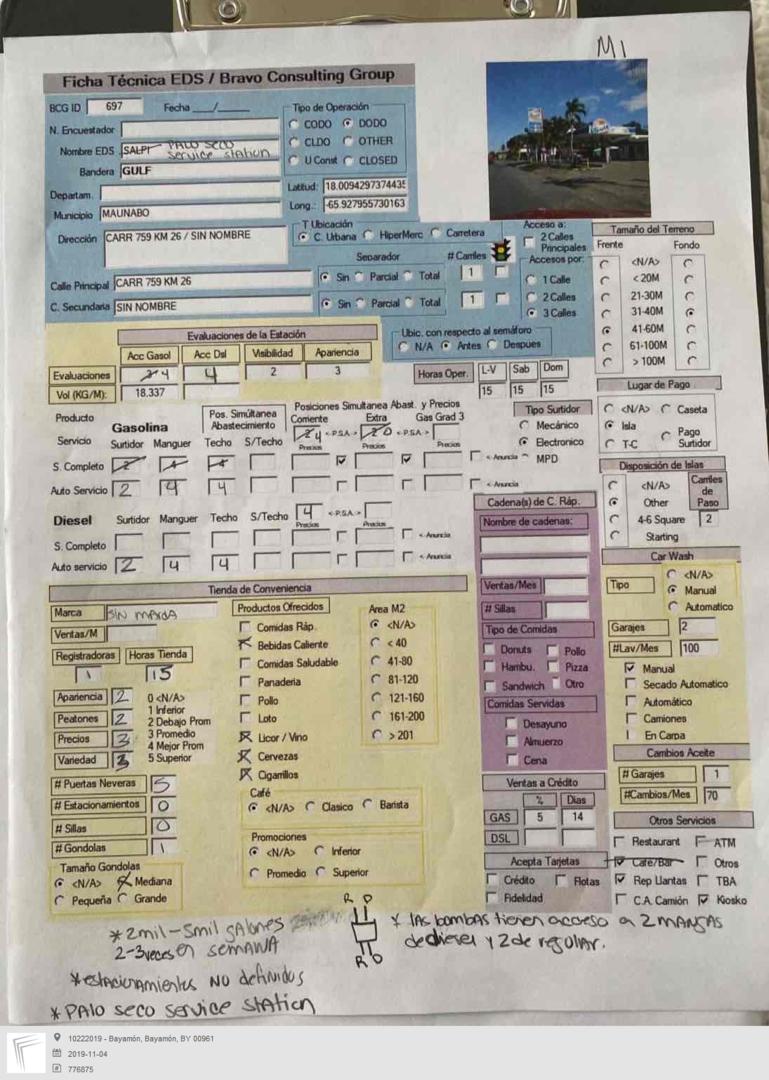 M1
Ficha Técnica EDS / Bravo Consulting Group
BCG ID 697 Fecha __/__
Tipo de Operación
CODO DODO
CLDO OTHER
U Const CLOSED
N. Encuestador
Nombre EDS SALPI PALO SECO
service station
Bandera GULF
Departam.
Municipio MAUNABO
Latitud: 18.009429737443
Long.: -65.927955730163
Dirección CARR 759 KM 26 / SIN NOMBRE
T Ubicación
C. Urbana HiperMerc Carretera
Separador # Carriles
Calle Principal CARR 759 KM 26 Sin Parcial Total 1
C. Secundaria SIN NOMBRE Sin Parcial Total 1
Acceso a:
2 Calles
Principales
Accesos por:
1 Calle
2 Calles
3 Calles
Tamaño del Terreno
Frente Fondo
<N/A>
< 20M
21-30M
31-40M
41-60M
61-100M
> 100M
Evaluaciones de la Estación
Acc Gasol Acc Dsl Visibilidad Apariencia
Evaluaciones 4 4 2 3
Vol (KG/M): 18.337
Ubic. con respecto al semáforo
N/A Antes Despues
Horas Oper. L-V Sab Dom
15 15 15
Lugar de Pago
<N/A> Caseta
Isla Pago
T-C Surtidor
Producto
Servicio
Gasolina
Surtidor Manguer
Pos. Simúltanea
Abastecimiento
Techo S/Techo
Posiciones Simultanea Abast. y Precios
Corriente Extra Gas Grad 3
<-P.S.A.-> <-P.S.A.->
Precios Precios Precios
S. Completo <- Anuncia
Auto Servicio 2 4 4 <- Anuncia
Tipo Surtidor
Mecánico
Electronico
MPD
Disposición de Islas
<N/A>
Other
4-6 Square
Starting
Carriles
de
Paso
2
Diesel Surtidor Manguer Techo S/Techo 4 <-P.S.A.->
Precios Precios
S. Completo <- Anuncia
Auto servicio 2 4 4 <- Anuncia
Cadena(s) de C. Ráp.
Nombre de cadenas:
Ventas/Mes
# Sillas
Tipo de Comidas
Donuts Pollo
Hambu. Pizza
Sandwich Otro
Comidas Servidas
Desayuno
Almuerzo
Cena
Car Wash
Tipo
<N/A>
Manual
Automatico
Garajes 2
#Lav/Mes 100
Manual
Secado Automatico
Automático
Camiones
En Carpa
Tienda de Conveniencia
Marca SIN MARCA
Ventas/M
Registradoras Horas Tienda
1 15
Apariencia 2
Peatones 2
Precios 3
Variedad 3
0 <N/A>
1 Inferior
2 Debajo Prom
3 Promedio
4 Mejor Prom
5 Superior
# Puertas Neveras 5
# Estacionamientos 0
# Sillas 0
# Gondolas 1
Tamaño Gondolas
<N/A> Mediana
Pequeña Grande
Productos Ofrecidos
Comidas Ráp.
Bebidas Caliente
Comidas Saludable
Panaderia
Pollo
Loto
Licor / Vino
Cervezas
Cigarrillos
Area M2
<N/A>
< 40
41-80
81-120
121-160
161-200
> 201
Café
<N/A> Clasico Barista
Promociones
<N/A> Inferior
Promedio Superior
Ventas a Crédito
% Dias
GAS 5 14
DSL
Acepta Tarjetas
Crédito Flotas
Fidelidad
Cambios Aceite
# Garajes 1
#Cambios/Mes 70
Otros Servicios
Restaurant ATM
Cafe/Bar Otros
Rep Llantas TBA
C.A. Camión Kiosko
* 2mil - 5mil galones
2-3 veces en SEMANA
R D
R D
* las bombas tienen acceso a 2 MANGAS
de diesel y 2 de regular.
* estacionamientos NO definidos
* PALO seco service station
10222019 - Bayamón, Bayamón, BY 00961
2019-11-04
776875